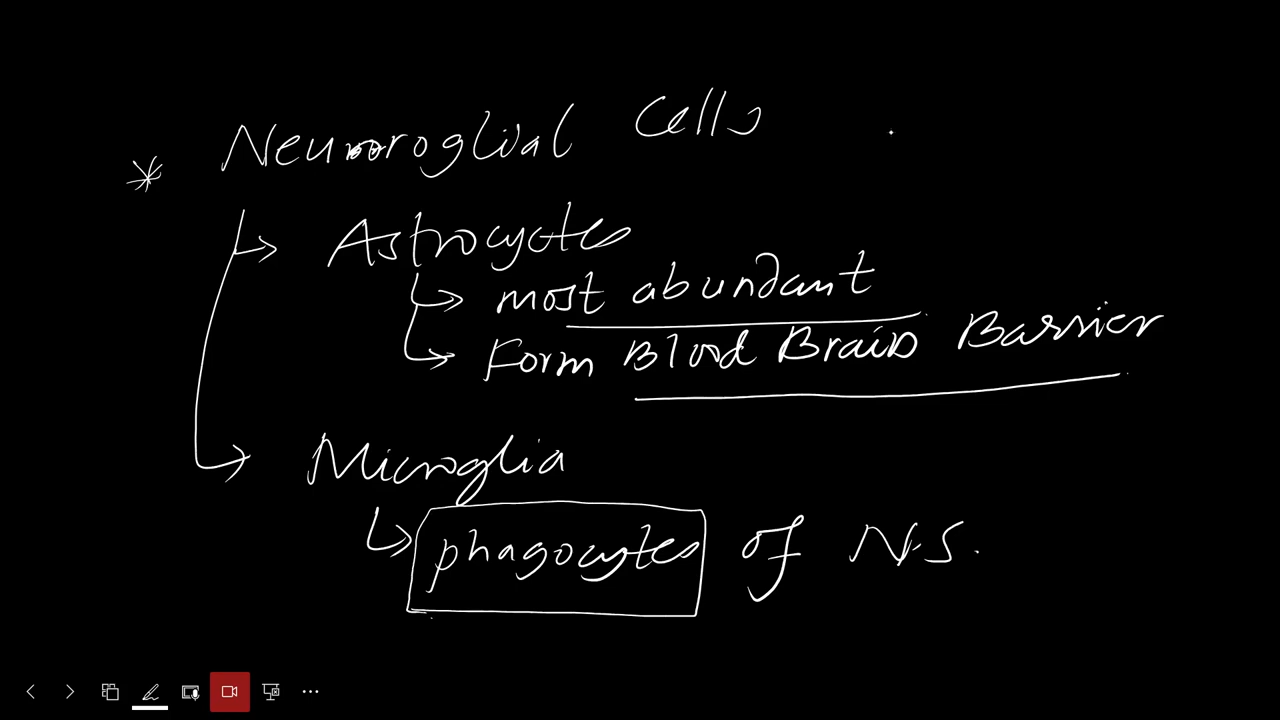 * Neuroglial Cells
→ Astrocytes
→ most abundant
→ Form Blood Brain Barrier
→ Microglia
→ phagocytes of N.S.